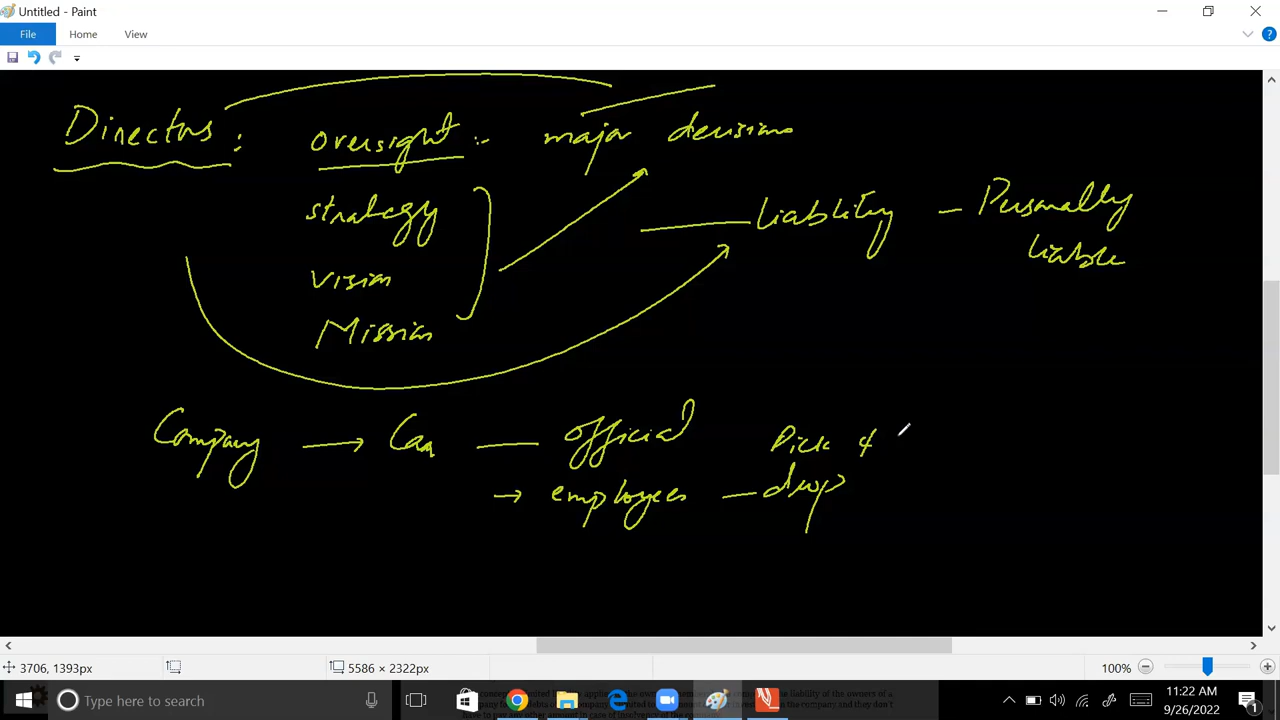 Untitled - Paint
File Home View
Directors : oversight :- major decisions
strategy
liability - Personally
liable
vision
Mission
Company → Car — official Pick &
→ employees — drop
3706, 1393px 5586 × 2322px 100%
Type here to search
11:22 AM
9/26/2022